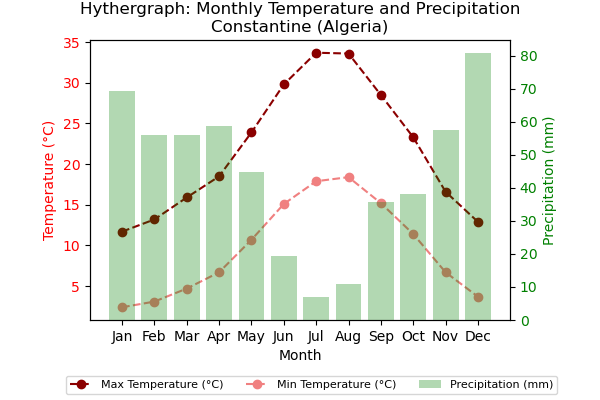 Hythergraph: Monthly Temperature and Precipitation
Constantine (Algeria)
Temperature (°C)
35
30
25
20
15
10
5
Precipitation (mm)
80
70
60
50
40
30
20
10
0
Jan Feb Mar Apr May Jun Jul Aug Sep Oct Nov Dec
Month
Max Temperature (°C) Min Temperature (°C) Precipitation (mm)